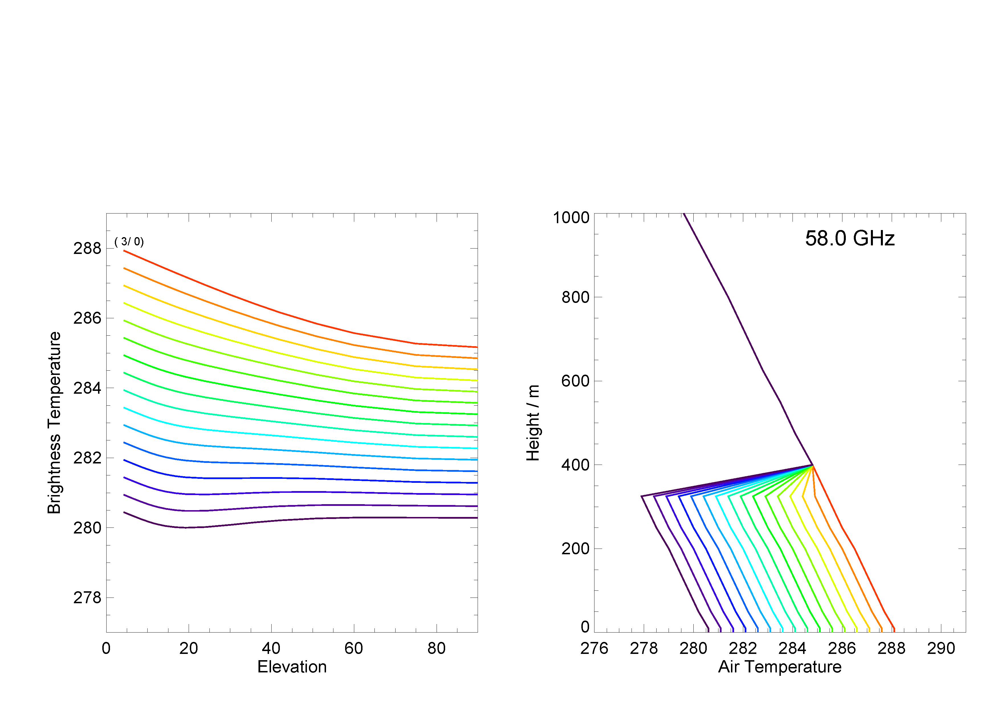 ( 3/ 0)
288
286
284
282
280
278
Brightness Temperature
0 20 40 60 80
Elevation
58.0 GHz
1000
800
600
400
200
0
Height / m
276 278 280 282 284 286 288 290
Air Temperature